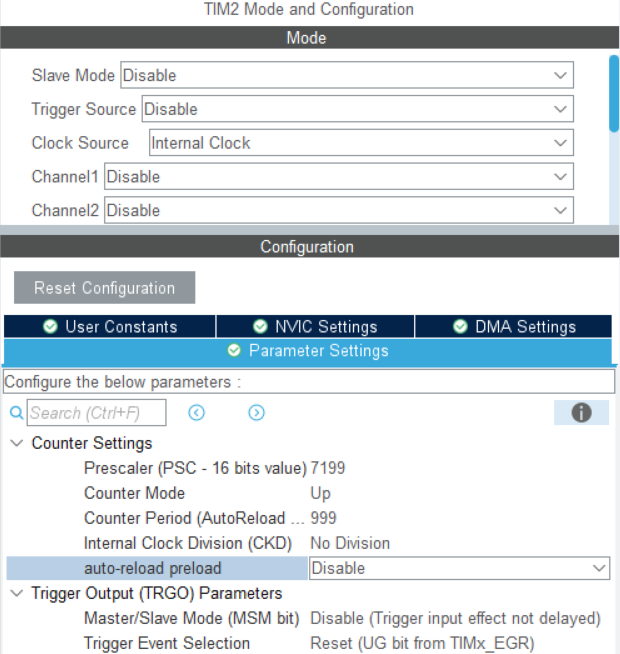 TIM2 Mode and Configuration
Mode
Slave Mode Disable
Trigger Source Disable
Clock Source Internal Clock
Channel1 Disable
Channel2 Disable
Configuration
Reset Configuration
User Constants NVIC Settings DMA Settings
Parameter Settings
Configure the below parameters :
Search (Ctrl+F)
Counter Settings
Prescaler (PSC - 16 bits value) 7199
Counter Mode Up
Counter Period (AutoReload ... 999
Internal Clock Division (CKD) No Division
auto-reload preload Disable
Trigger Output (TRGO) Parameters
Master/Slave Mode (MSM bit) Disable (Trigger input effect not delayed)
Trigger Event Selection Reset (UG bit from TIMx_EGR)